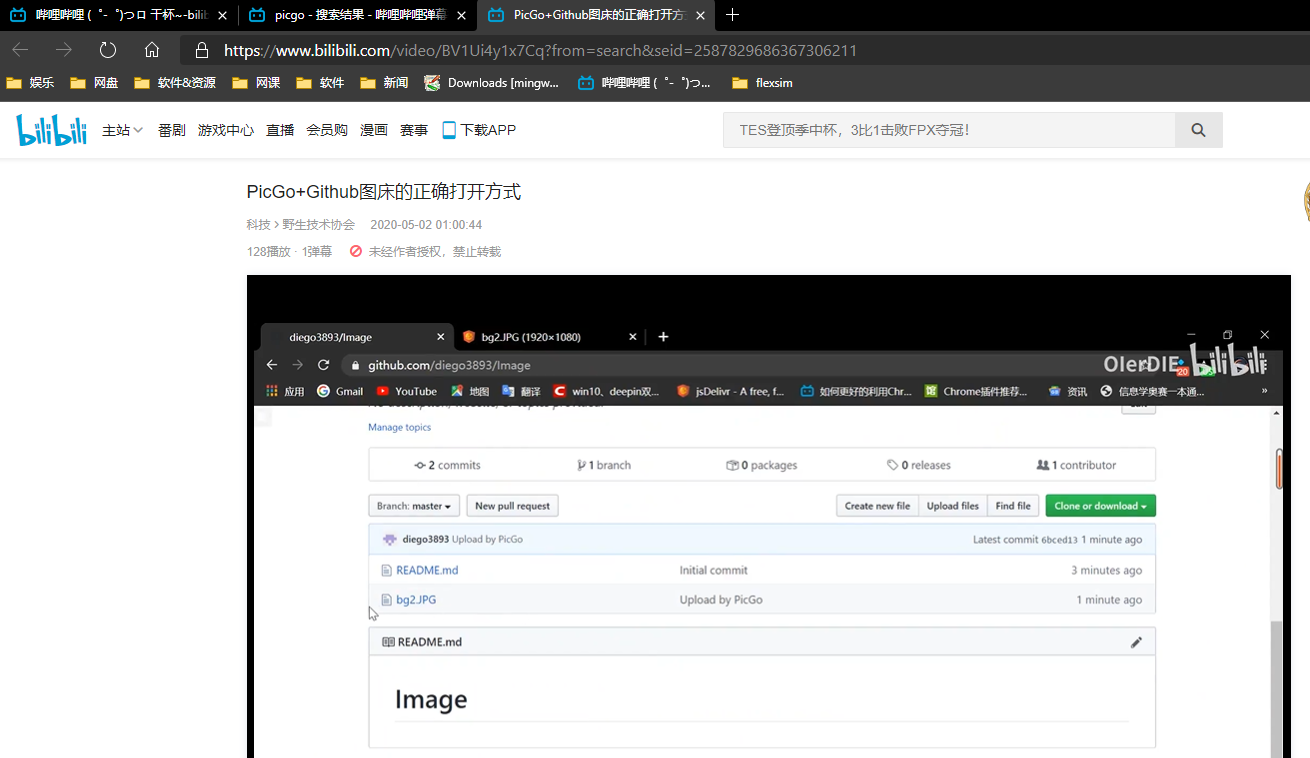 哔哩哔哩 (゜-゜)つロ 干杯~-bilib
picgo - 搜索结果 - 哔哩哔哩弹幕
PicGo+Github图床的正确打开方式
https://www.bilibili.com/video/BV1Ui4y1x7Cq?from=search&seid=2587829686367306211
娱乐 网盘 软件&资源 网课 软件 新闻 Downloads [mingw... 哔哩哔哩 (゜-゜)つ... flexsim
bilibili 主站 番剧 游戏中心 直播 会员购 漫画 赛事 下载APP
TES登顶季中杯，3比1击败FPX夺冠！
PicGo+Github图床的正确打开方式
科技 > 野生技术协会 2020-05-02 01:00:44
128播放 · 1弹幕 未经作者授权，禁止转载
diego3893/Image
bg2.JPG (1920×1080)
github.com/diego3893/Image
OIerDIE bilibili
20
应用 Gmail YouTube 地图 翻译 win10、deepin双... jsDelivr - A free, f... 如何更好的利用Chr... Chrome插件推荐... 资讯 信息学奥赛一本通... »
Manage topics
2 commits 1 branch 0 packages 0 releases 1 contributor
Branch: master New pull request Create new file Upload files Find file Clone or download
diego3893 Upload by PicGo Latest commit 6bced13 1 minute ago
README.md Initial commit 3 minutes ago
bg2.JPG Upload by PicGo 1 minute ago
README.md
Image